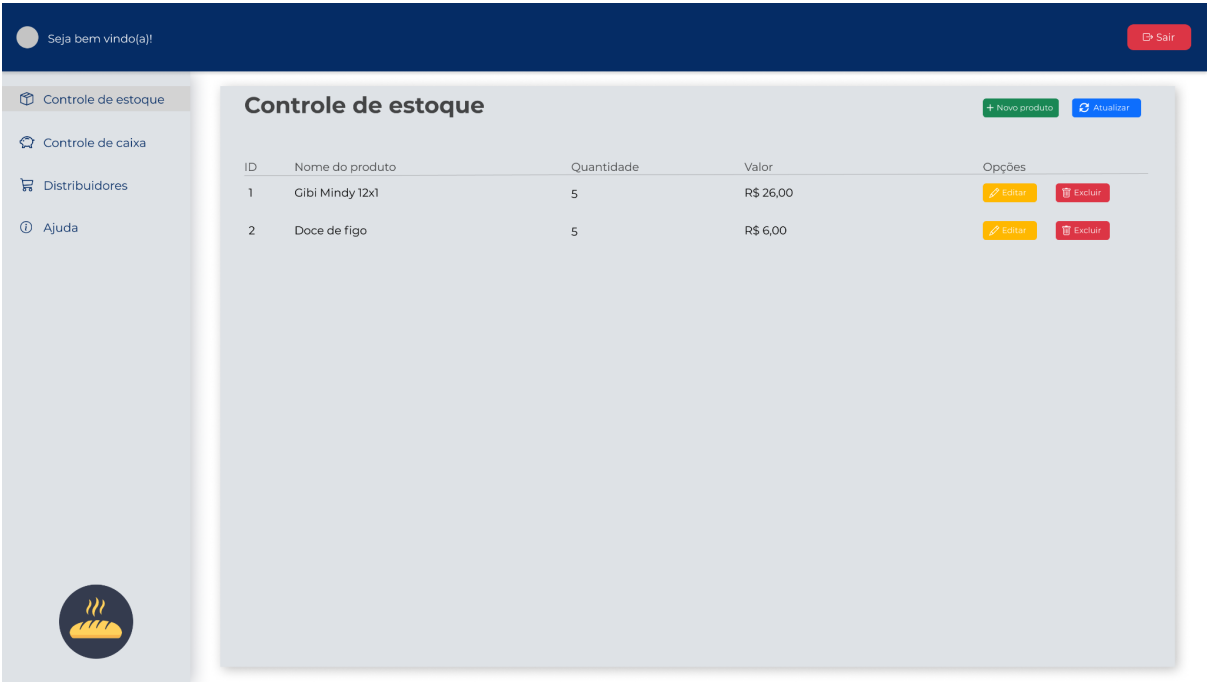 Seja bem vindo(a)!
Sair
Controle de estoque
Controle de caixa
Distribuidores
Ajuda
Controle de estoque
+ Novo produto
Atualizar
ID Nome do produto Quantidade Valor Opções
1 Gibi Mindy 12x1 5 R$ 26,00 Editar Excluir
2 Doce de figo 5 R$ 6,00 Editar Excluir